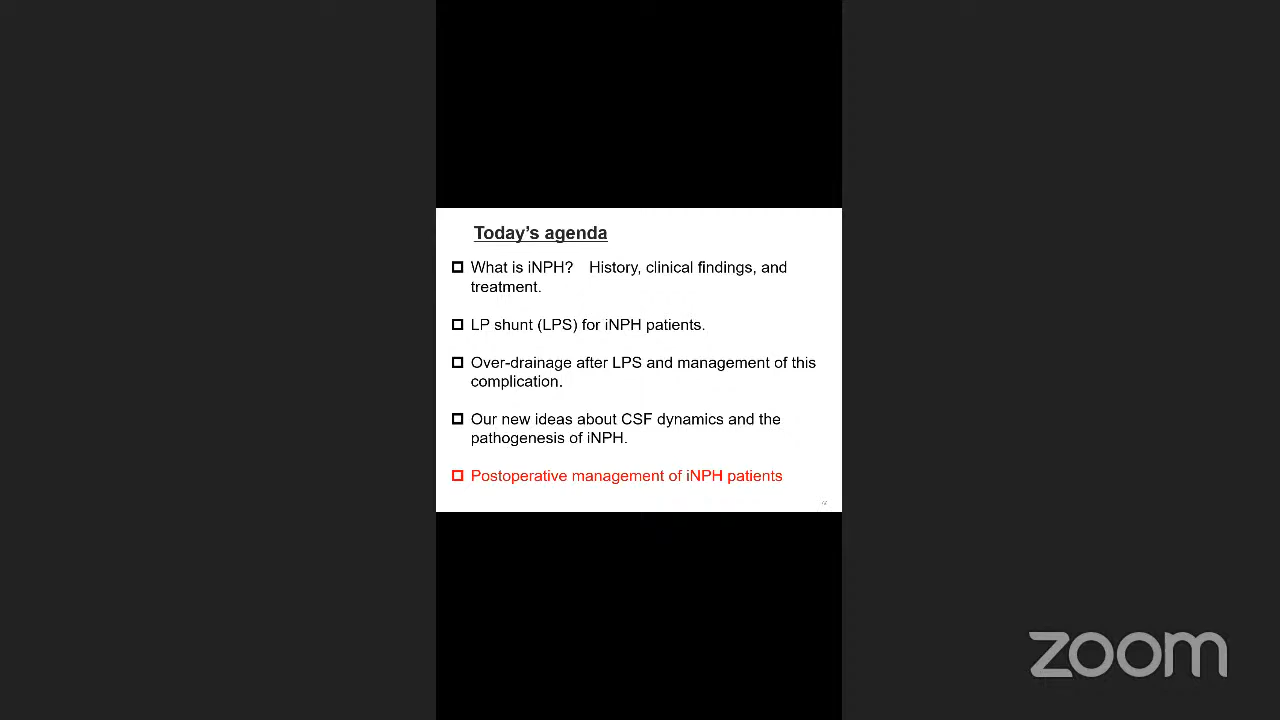 Today's agenda
What is iNPH? History, clinical findings, and
treatment.
LP shunt (LPS) for iNPH patients.
Over-drainage after LPS and management of this
complication.
Our new ideas about CSF dynamics and the
pathogenesis of iNPH.
Postoperative management of iNPH patients
zoom